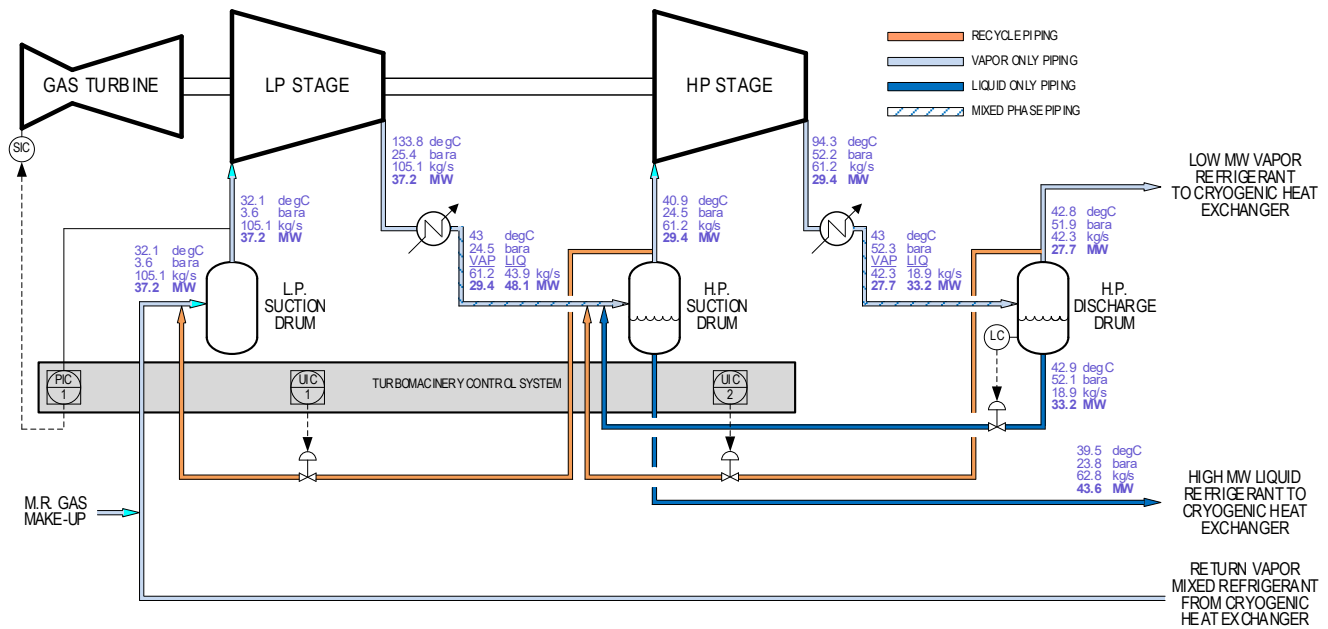 GAS TURBINE
LP STAGE
HP STAGE
RECYCLE PIPING
VAPOR ONLY PIPING
LIQUID ONLY PIPING
MIXED PHASE PIPING
SIC
133.8 degC
25.4 bara
105.1 kg/s
37.2 MW
94.3 degC
52.2 bara
61.2 kg/s
29.4 MW
LOW MW VAPOR
REFRIGERANT
TO CRYOGENIC HEAT
EXCHANGER
32.1 degC
3.6 bara
105.1 kg/s
37.2 MW
40.9 degC
24.5 bara
61.2 kg/s
29.4 MW
42.8 degC
51.9 bara
42.3 kg/s
27.7 MW
32.1 degC
3.6 bara
105.1 kg/s
37.2 MW
43 degC
24.5 bara
VAP LIQ
61.2 43.9 kg/s
29.4 48.1 MW
43 degC
52.3 bara
VAP LIQ
42.3 18.9 kg/s
27.7 33.2 MW
L.P.
SUCTION
DRUM
H.P.
SUCTION
DRUM
H.P.
DISCHARGE
DRUM
LC
PIC
1
UIC
1
TURBOMACINERY CONTROL SYSTEM
UIC
2
42.9 degC
52.1 bara
18.9 kg/s
33.2 MW
39.5 degC
23.8 bara
62.8 kg/s
43.6 MW
M.R. GAS
MAKE-UP
HIGH MW LIQUID
REFRIGERANT TO
CRYOGENIC HEAT
EXCHANGER
RETURN VAPOR
MIXED REFRIGERANT
FROM CRYOGENIC
HEAT EXCHANGER